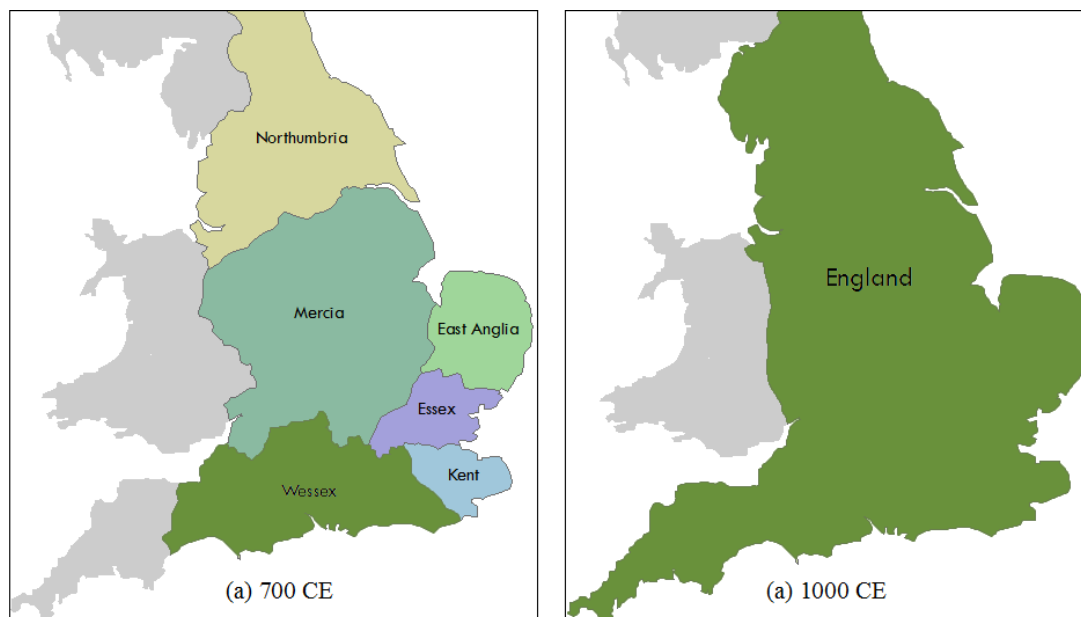 Northumbria
Mercia
East Anglia
Essex
Kent
Wessex
(a) 700 CE
England
(a) 1000 CE